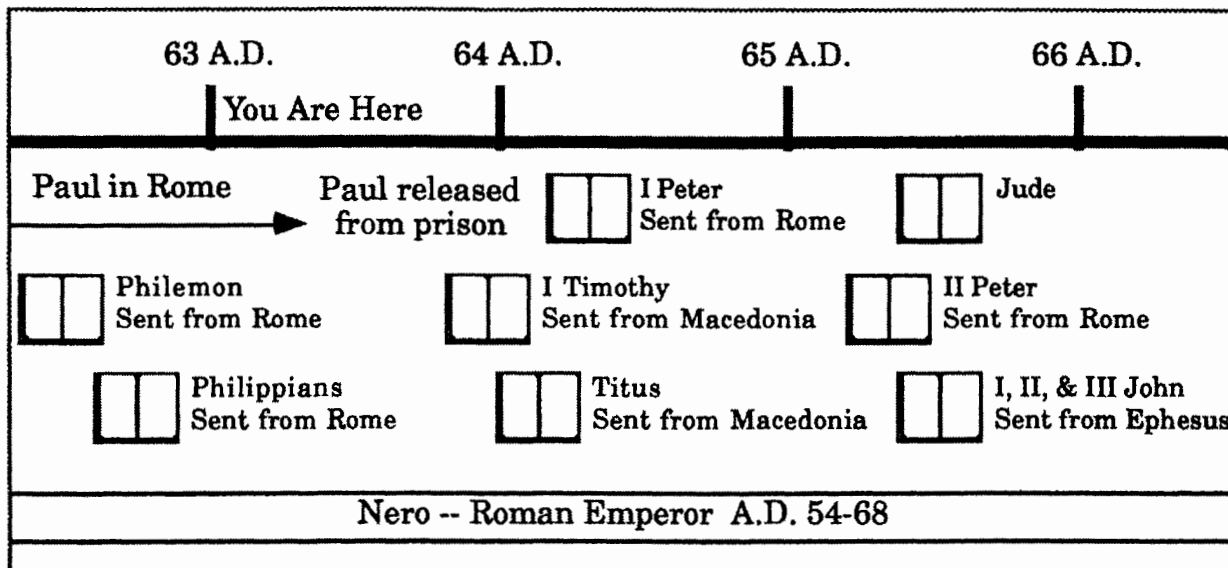 63 A.D.
64 A.D.
65 A.D.
66 A.D.
You Are Here
Paul in Rome
Paul released
from prison
I Peter
Sent from Rome
Jude
Philemon
Sent from Rome
I Timothy
Sent from Macedonia
II Peter
Sent from Rome
Philippians
Sent from Rome
Titus
Sent from Macedonia
I, II, & III John
Sent from Ephesus
Nero -- Roman Emperor A.D. 54-68